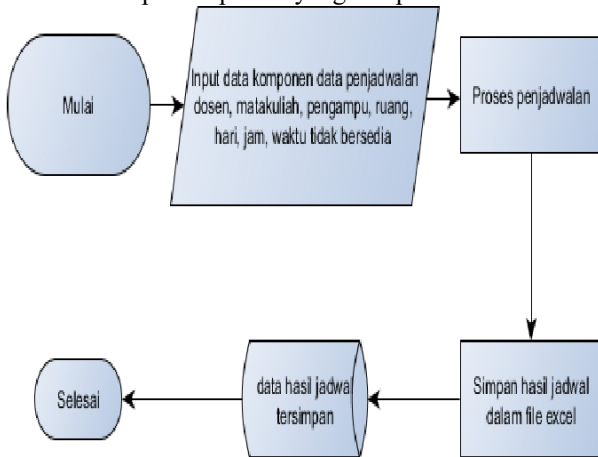 Mulai
Input data komponen data penjadwalan
dosen, matakuliah, pengampu, ruang,
hari, jam, waktu tidak bersedia
Proses penjadwalan
Selesai
data hasil jadwal
tersimpan
Simpan hasil jadwal
dalam file excel